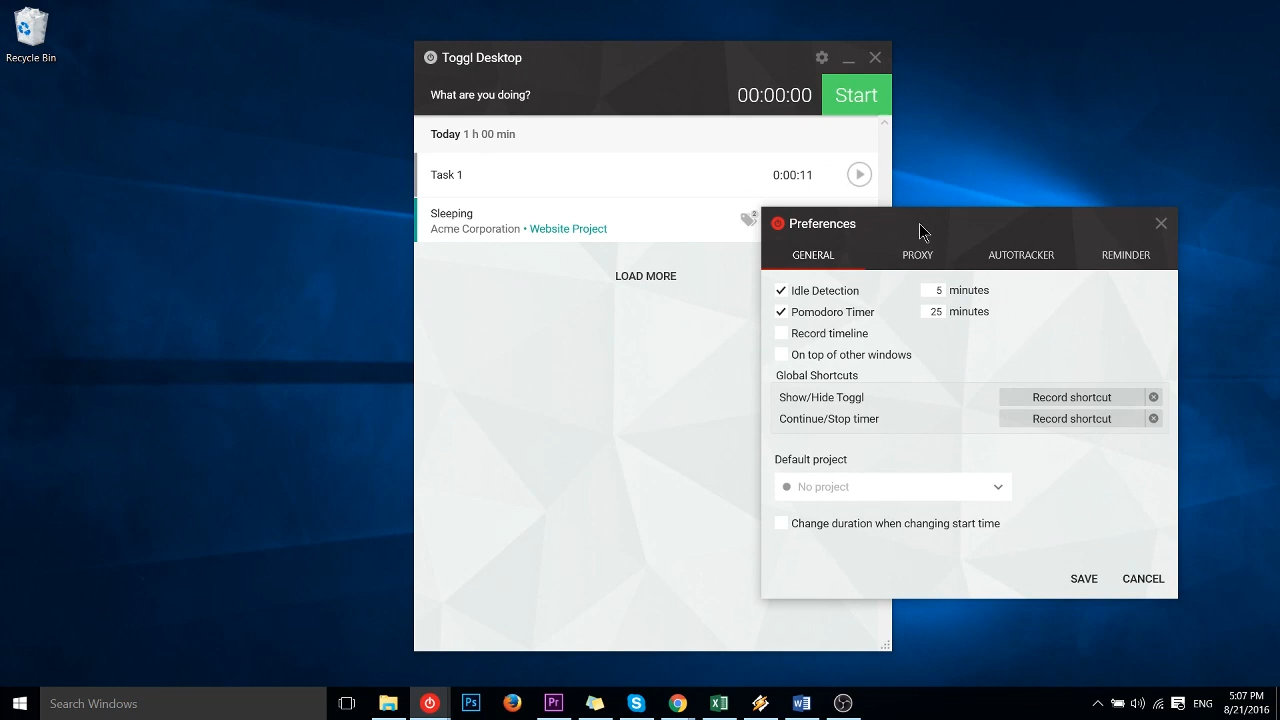 Recycle Bin
Toggl Desktop
What are you doing?
00:00:00
Start
Today 1 h 00 min
Task 1
0:00:11
Sleeping
Acme Corporation • Website Project
2
LOAD MORE
Preferences
GENERAL
PROXY
AUTOTRACKER
REMINDER
Idle Detection
5 minutes
Pomodoro Timer
25 minutes
Record timeline
On top of other windows
Global Shortcuts
Show/Hide Toggl
Record shortcut
Continue/Stop timer
Record shortcut
Default project
No project
Change duration when changing start time
SAVE
CANCEL
Search Windows
Ps
Pr
ENG
5:07 PM
8/21/2016